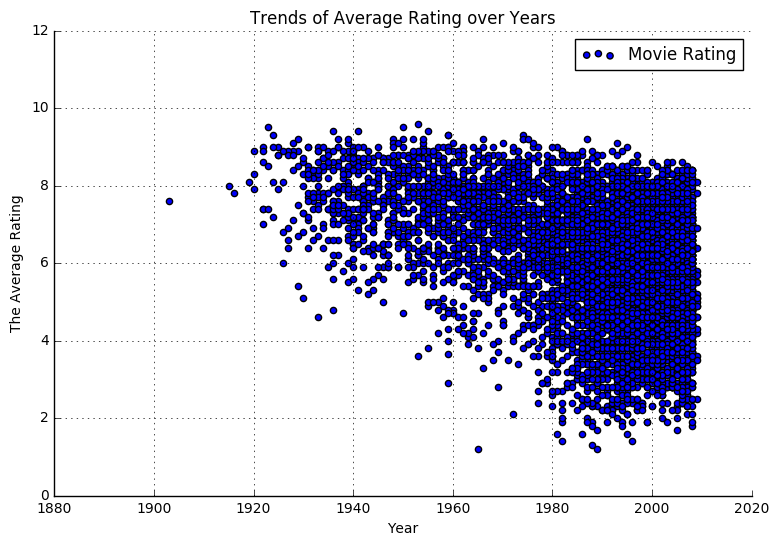 Trends of Average Rating over Years
Movie Rating
12
10
8
6
4
2
0
The Average Rating
1880 1900 1920 1940 1960 1980 2000 2020
Year